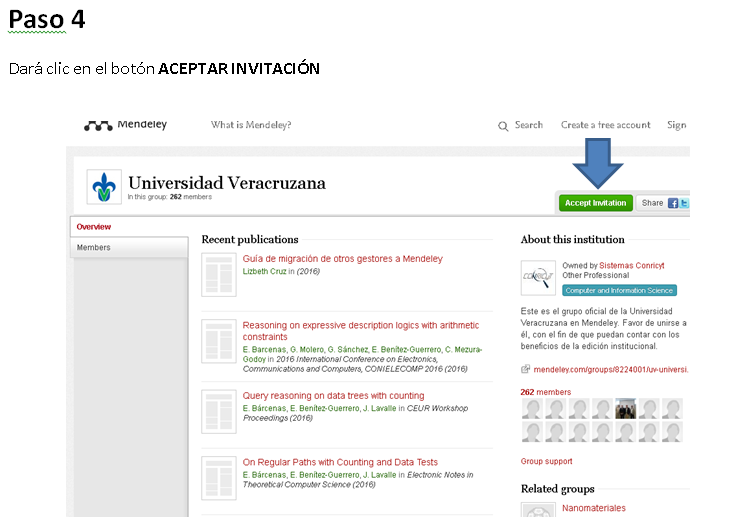 Paso 4
Dará clic en el botón ACEPTAR INVITACIÓN
Mendeley
What is Mendeley?
Search
Create a free account
Sign
Universidad Veracruzana
In this group: 262 members
Accept Invitation
Share
Overview
Members
Recent publications
Guía de migración de otros gestores a Mendeley
Lizbeth Cruz in (2016)
Reasoning on expressive description logics with arithmetic
constraints
E. Barcenas, G. Molero, G. Sánchez, E. Benítez-Guerrero, C. Mezura-
Godoy in 2016 International Conference on Electronics,
Communications and Computers, CONIELECOMP 2016 (2016)
Query reasoning on data trees with counting
E. Bárcenas, E. Benítez-Guerrero, J. Lavalle in CEUR Workshop
Proceedings (2016)
On Regular Paths with Counting and Data Tests
E. Bárcenas, E. Benítez-Guerrero, J. Lavalle in Electronic Notes in
Theoretical Computer Science (2016)
About this institution
CONRICYT
Owned by Sistemas Conricyt
Other Professional
Computer and Information Science
Este es el grupo oficial de la Universidad
Veracruzana en Mendeley. Favor de unirse a
él, con el fin de que puedan contar con los
beneficios de la edición institucional.
mendeley.com/groups/8224001/uv-universi.
262 members
Group support
Related groups
Nanomateriales